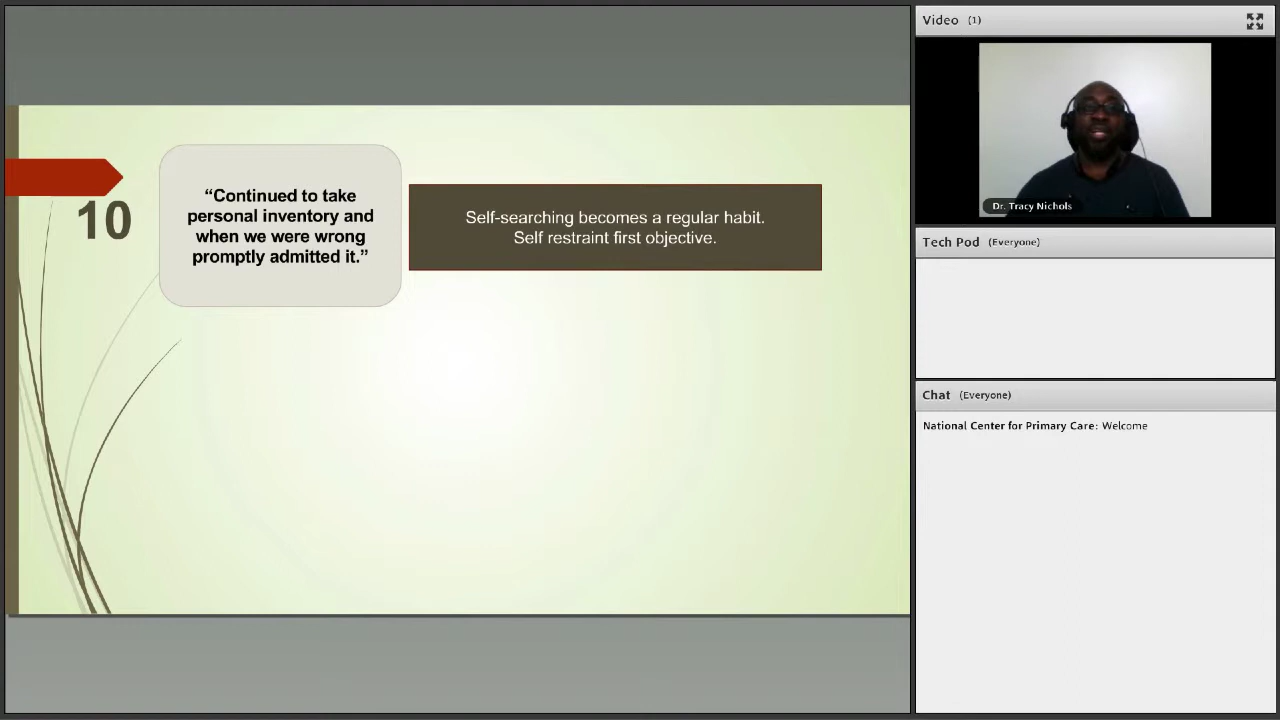 10
“Continued to take
personal inventory and
when we were wrong
promptly admitted it.”
Self-searching becomes a regular habit.
Self restraint first objective.
Video (1)
Dr. Tracy Nichols
Tech Pod (Everyone)
Chat (Everyone)
National Center for Primary Care: Welcome